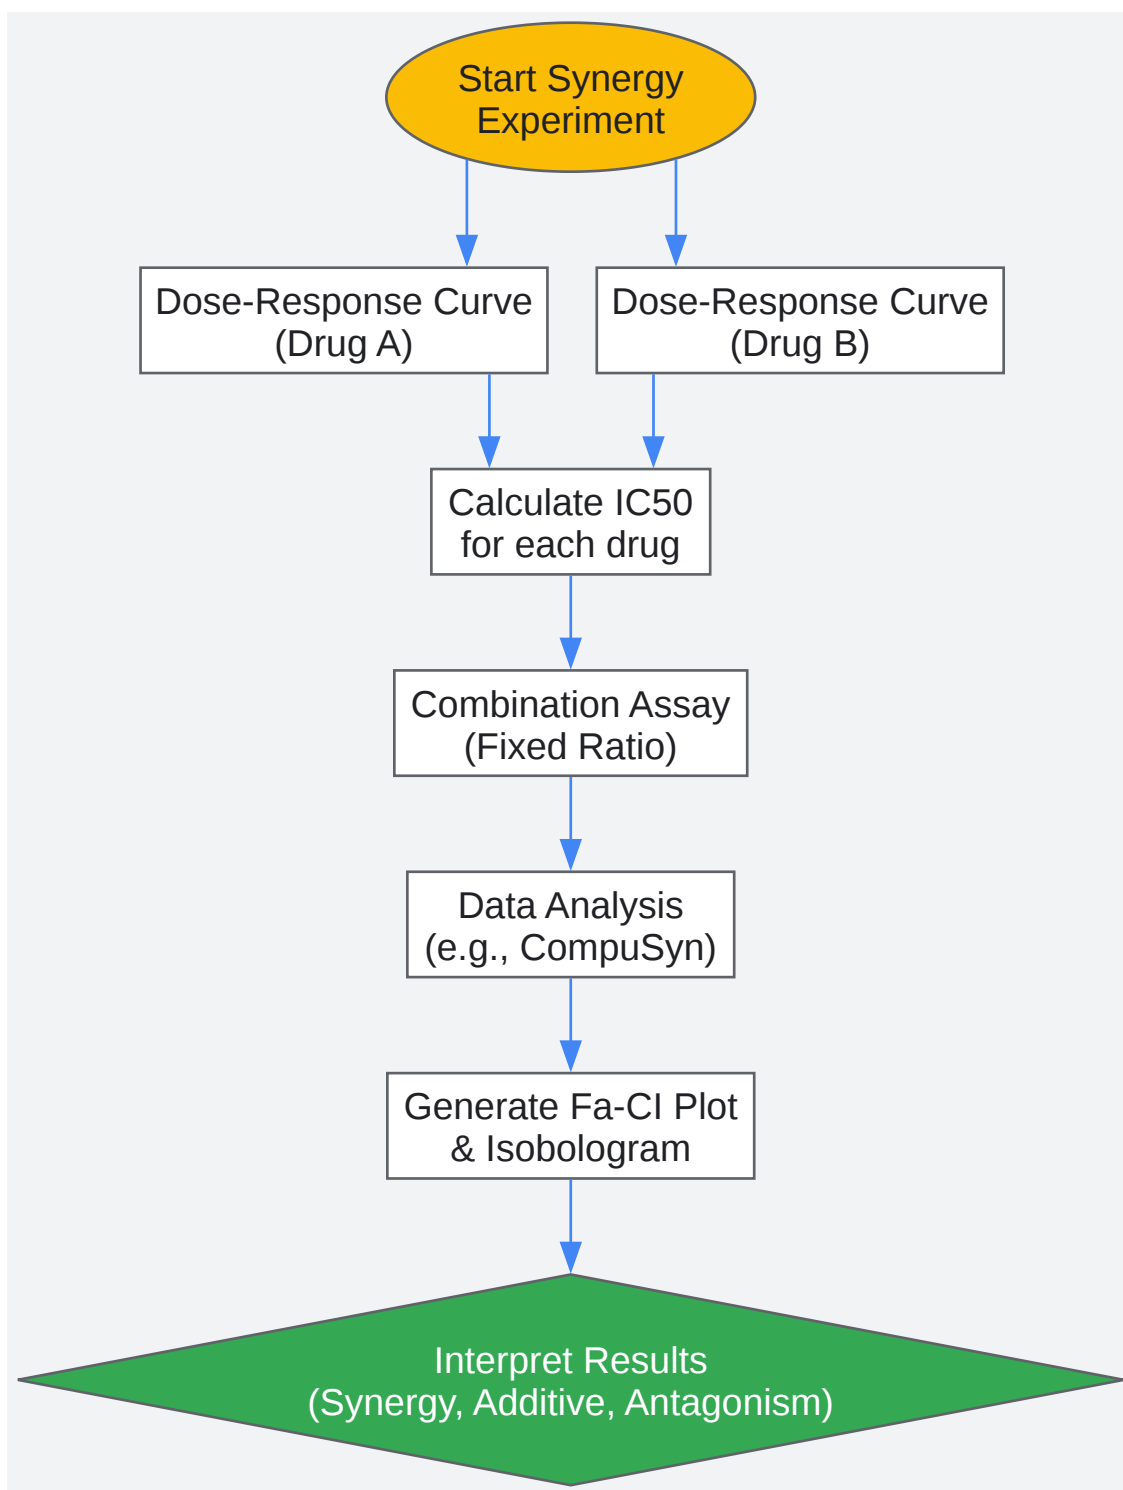 Start Synergy
Experiment
Dose-Response Curve
(Drug A)
Dose-Response Curve
(Drug B)
Calculate IC50
for each drug
Combination Assay
(Fixed Ratio)
Data Analysis
(e.g., CompuSyn)
Generate Fa-CI Plot
& Isobologram
Interpret Results
(Synergy, Additive, Antagonism)